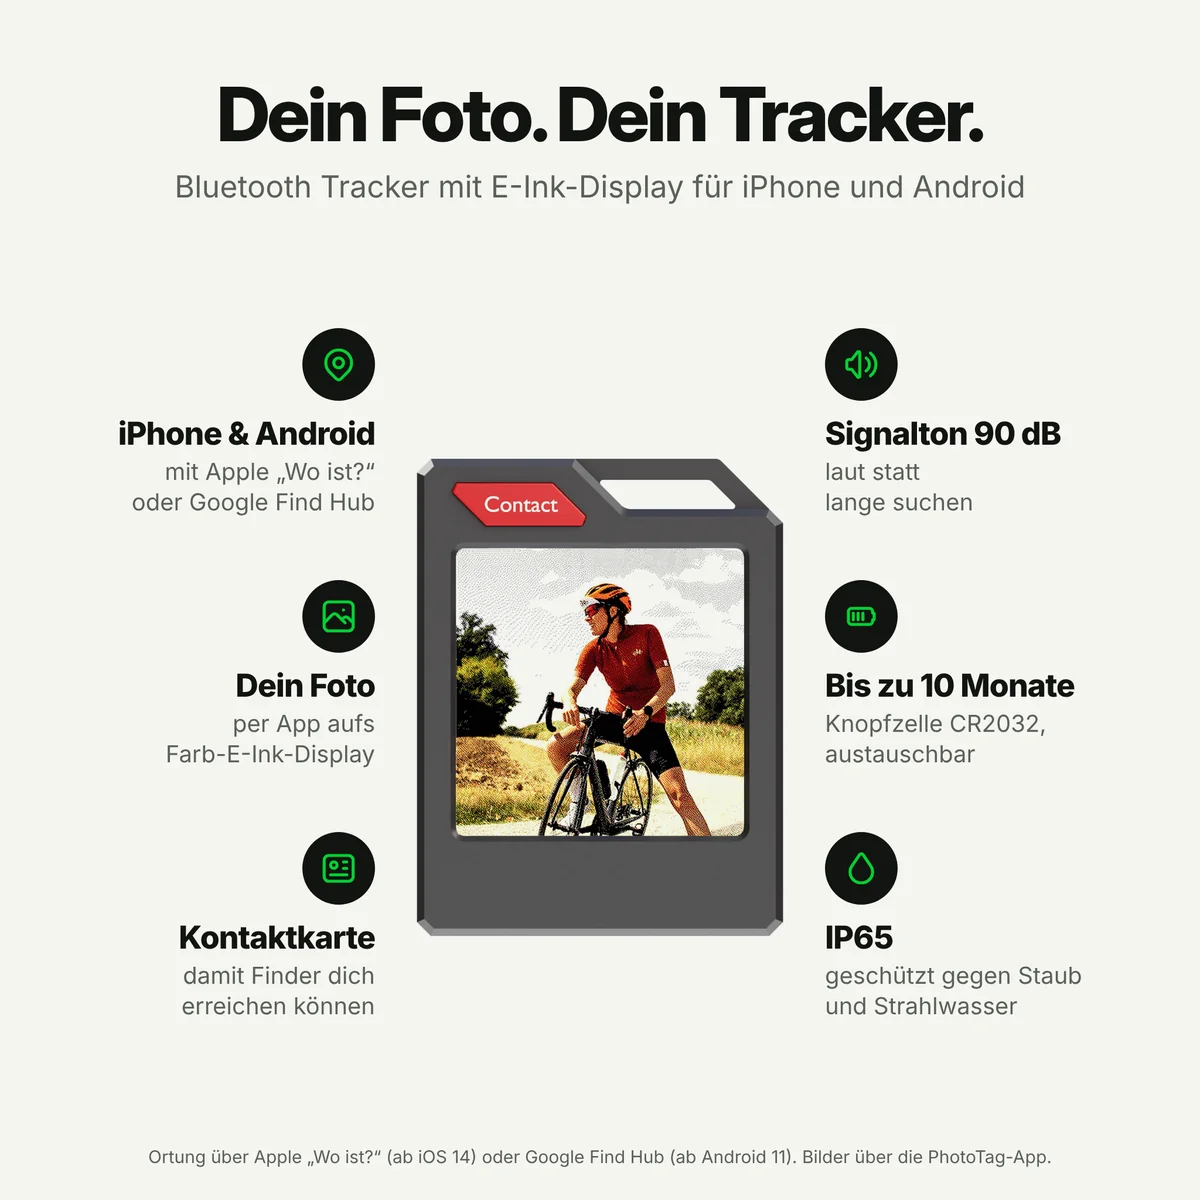 Dein Foto. Dein Tracker.
Bluetooth Tracker mit E-Ink-Display für iPhone und Android
iPhone & Android
mit Apple „Wo ist?“
oder Google Find Hub
Dein Foto
per App aufs
Farb-E-Ink-Display
Kontaktkarte
damit Finder dich
erreichen können
Contact
Signalton 90 dB
laut statt
lange suchen
Bis zu 10 Monate
Knopfzelle CR2032,
austauschbar
IP65
geschützt gegen Staub
und Strahlwasser
Ortung über Apple „Wo ist?“ (ab iOS 14) oder Google Find Hub (ab Android 11). Bilder über die PhotoTag-App.